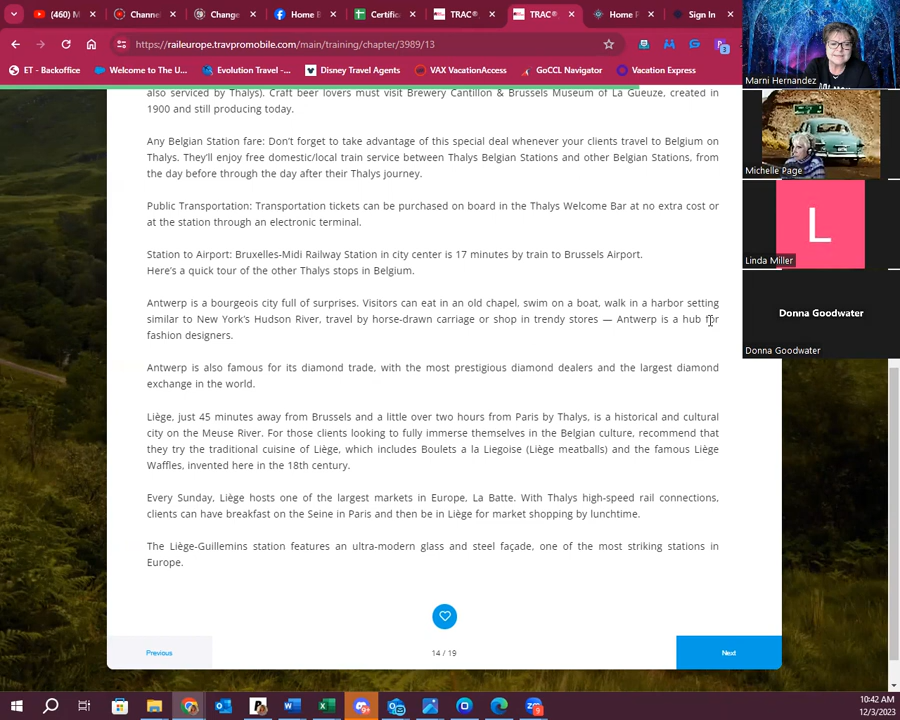 (460) M
Channel
Change
Home B
Certific
TRAC®
TRAC®
Home P
Sign In
https://raileurope.travpromobile.com/main/training/chapter/3989/13
3
ET - Backoffice
Welcome to The U...
Evolution Travel -...
Disney Travel Agents
VAX VacationAccess
GoCCL Navigator
Vacation Express
also serviced by Thalys). Craft beer lovers must visit Brewery Cantillon & Brussels Museum of La Gueuze, created in
1900 and still producing today.
Any Belgian Station fare: Don't forget to take advantage of this special deal whenever your clients travel to Belgium on
Thalys. They'll enjoy free domestic/local train service between Thalys Belgian Stations and other Belgian Stations, from
the day before through the day after their Thalys journey.
Public Transportation: Transportation tickets can be purchased on board in the Thalys Welcome Bar at no extra cost or
at the station through an electronic terminal.
Station to Airport: Bruxelles-Midi Railway Station in city center is 17 minutes by train to Brussels Airport.
Here's a quick tour of the other Thalys stops in Belgium.
Antwerp is a bourgeois city full of surprises. Visitors can eat in an old chapel, swim on a boat, walk in a harbor setting
similar to New York's Hudson River, travel by horse-drawn carriage or shop in trendy stores — Antwerp is a hub for
fashion designers.
Antwerp is also famous for its diamond trade, with the most prestigious diamond dealers and the largest diamond
exchange in the world.
Liège, just 45 minutes away from Brussels and a little over two hours from Paris by Thalys, is a historical and cultural
city on the Meuse River. For those clients looking to fully immerse themselves in the Belgian culture, recommend that
they try the traditional cuisine of Liège, which includes Boulets a la Liegoise (Liège meatballs) and the famous Liège
Waffles, invented here in the 18th century.
Every Sunday, Liège hosts one of the largest markets in Europe, La Batte. With Thalys high-speed rail connections,
clients can have breakfast on the Seine in Paris and then be in Liège for market shopping by lunchtime.
The Liège-Guillemins station features an ultra-modern glass and steel façade, one of the most striking stations in
Europe.
Previous
14 / 19
Next
Marni Hernandez
Michelle Page
L
Linda Miller
Donna Goodwater
Donna Goodwater
10:42 AM
12/3/2023